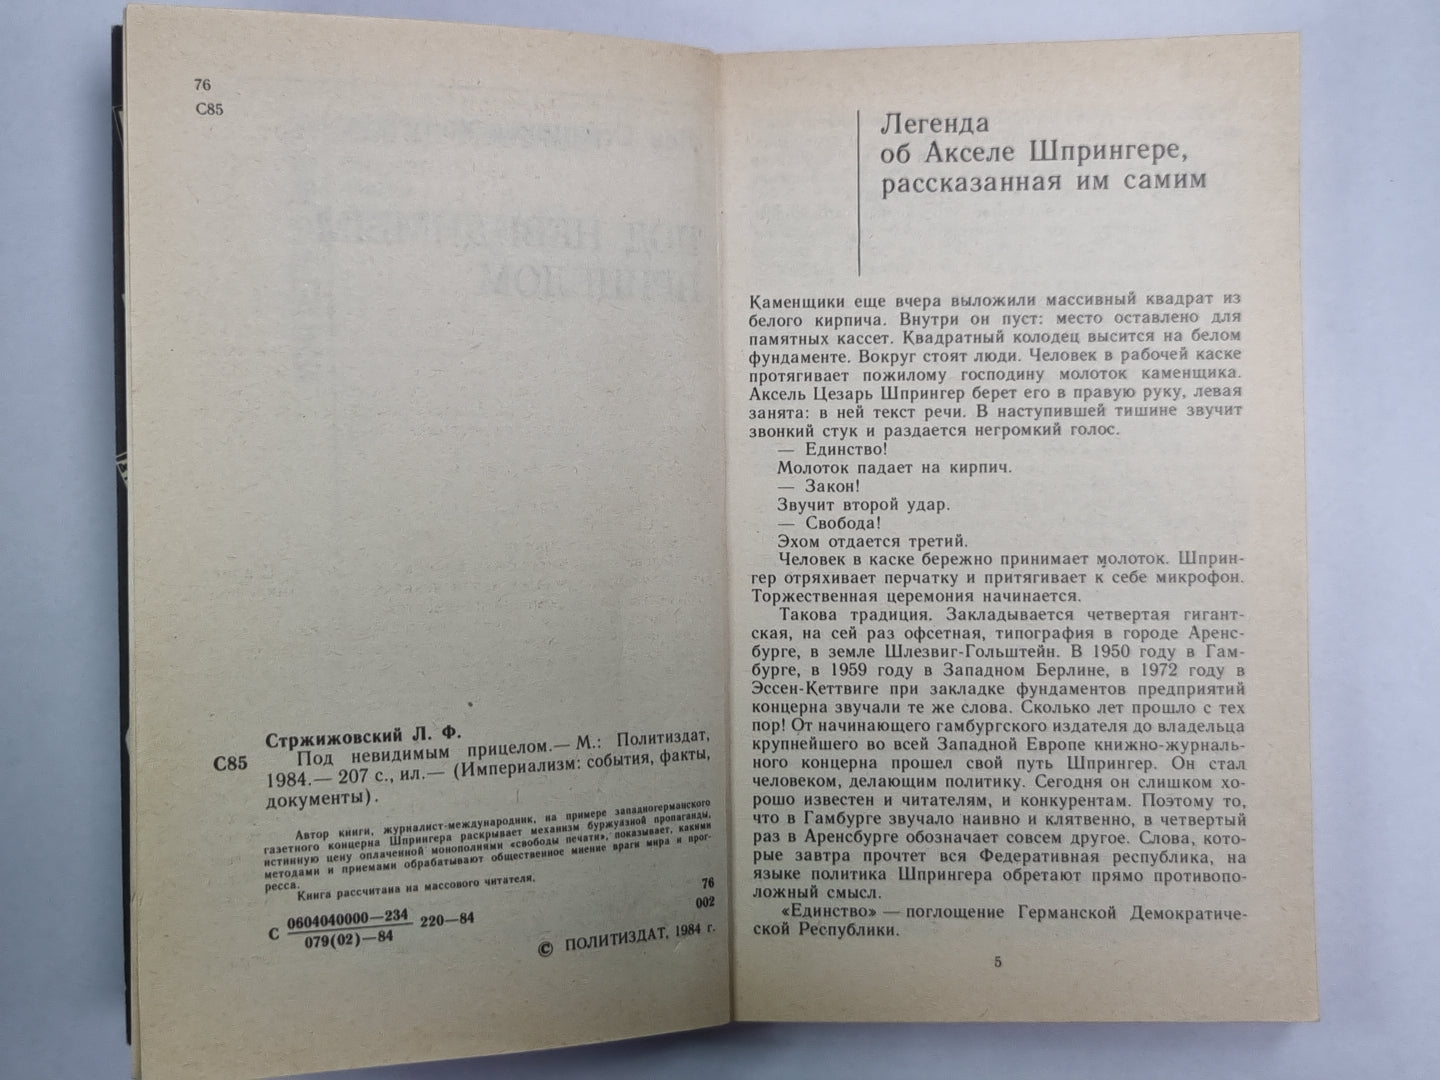 76
С85
Стржижовский Л. Ф.
С85 Под невидимым прицелом.— М.: Политиздат,
1984.— 207 с., ил.— (Империализм: события, факты,
документы).
Автор книги, журналист-международник, на примере западногерманского
газетного концерна Шпрингера раскрывает механизм буржуазной пропаганды,
истинную цену оплаченной монополиями «свободы печати», показывает, какими
методами и приемами обрабатывают общественное мнение враги мира и прог-
ресса.
Книга рассчитана на массового читателя.
С 0604040000—234 220—84
079(02)—84
76
002
© ПОЛИТИЗДАТ, 1984 г.
Легенда
об Акселе Шпрингере,
рассказанная им самим
Каменщики еще вчера выложили массивный квадрат из
белого кирпича. Внутри он пуст: место оставлено для
памятных кассет. Квадратный колодец высится на белом
фундаменте. Вокруг стоят люди. Человек в рабочей каске
протягивает пожилому господину молоток каменщика.
Аксель Цезарь Шпрингер берет его в правую руку, левая
занята: в ней текст речи. В наступившей тишине звучит
звонкий стук и раздается негромкий голос.
— Единство!
Молоток падает на кирпич.
— Закон!
Звучит второй удар.
— Свобода!
Эхом отдается третий.
Человек в каске бережно принимает молоток. Шприн-
гер отряхивает перчатку и притягивает к себе микрофон.
Торжественная церемония начинается.
Такова традиция. Закладывается четвертая гигант-
ская, на сей раз офсетная, типография в городе Аренс-
бурге, в земле Шлезвиг-Гольштейн. В 1950 году в Гам-
бурге, в 1959 году в Западном Берлине, в 1972 году в
Эссен-Кеттвиге при закладке фундаментов предприятий
концерна звучали те же слова. Сколько лет прошло с тех
пор! От начинающего гамбургского издателя до владельца
крупнейшего во всей Западной Европе книжно-журналь-
ного концерна прошел свой путь Шпрингер. Он стал
человеком, делающим политику. Сегодня он слишком хо-
рошо известен и читателям, и конкурентам. Поэтому то,
что в Гамбурге звучало наивно и клятвенно, в четвертый
раз в Аренсбурге обозначает совсем другое. Слова, кото-
рые завтра прочтет вся Федеративная республика, на
языке политика Шпрингера обретают прямо противопо-
ложный смысл.
«Единство» — поглощение Германской Демократиче-
ской Республики.
5